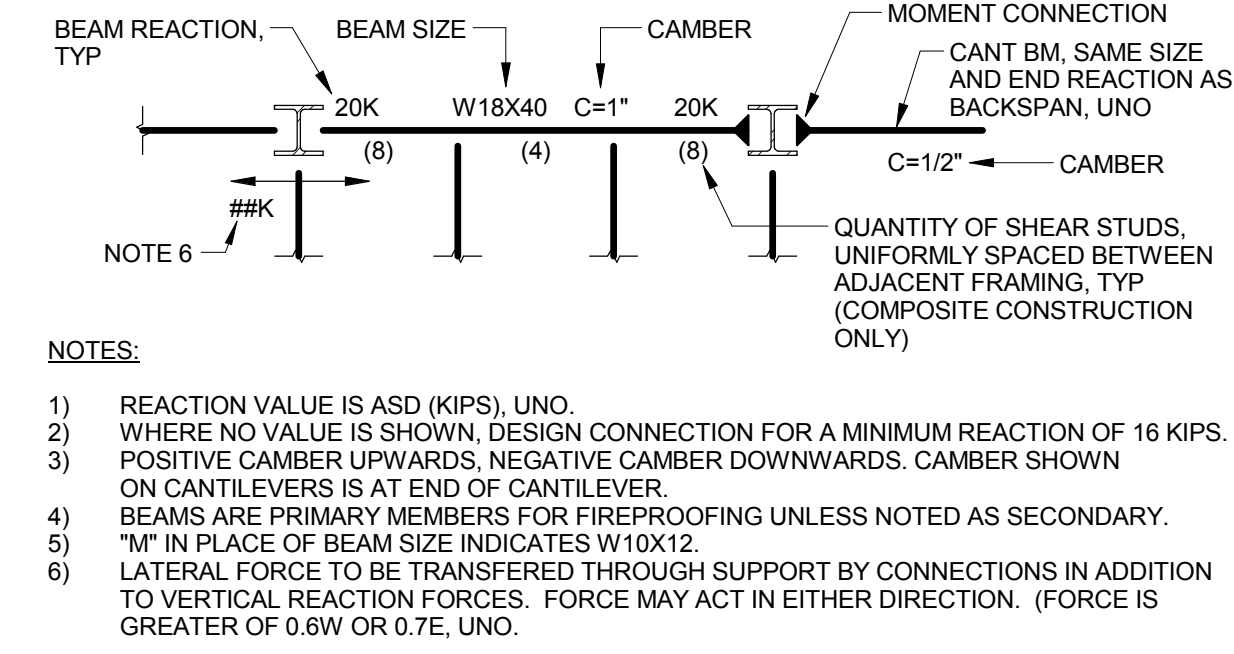 BEAM REACTION,
TYP
BEAM SIZE
CAMBER
MOMENT CONNECTION
CANT BM, SAME SIZE
AND END REACTION AS
BACKSPAN, UNO
20K
W18X40
C=1"
20K
(8)
(4)
(8)
C=1/2"
CAMBER
##K
NOTE 6
QUANTITY OF SHEAR STUDS,
UNIFORMLY SPACED BETWEEN
ADJACENT FRAMING, TYP
(COMPOSITE CONSTRUCTION
ONLY)
NOTES:
1) REACTION VALUE IS ASD (KIPS), UNO.
2) WHERE NO VALUE IS SHOWN, DESIGN CONNECTION FOR A MINIMUM REACTION OF 16 KIPS.
3) POSITIVE CAMBER UPWARDS, NEGATIVE CAMBER DOWNWARDS. CAMBER SHOWN
ON CANTILEVERS IS AT END OF CANTILEVER.
4) BEAMS ARE PRIMARY MEMBERS FOR FIREPROOFING UNLESS NOTED AS SECONDARY.
5) "M" IN PLACE OF BEAM SIZE INDICATES W10X12.
6) LATERAL FORCE TO BE TRANSFERED THROUGH SUPPORT BY CONNECTIONS IN ADDITION
TO VERTICAL REACTION FORCES. FORCE MAY ACT IN EITHER DIRECTION. (FORCE IS
GREATER OF 0.6W OR 0.7E, UNO.